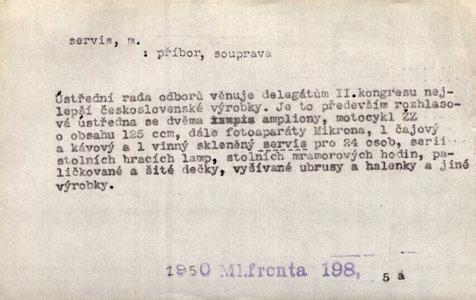 servis, m.
: příbor, souprava
Ústřední rada odborů věnuje delegátům II.kongresu nej-
lepší československé výrobky. Je to především rozhlaso-
vá ústředna se dvěma ampliony, motocykl ŽZ
o obsahu 125 ccm, dále fotoaparáty Mikrona, 1 čajový
a kávový a 1 vinný skleněný servis pro 24 osob, serii
stolních hracích lamp, stolních mramorových hodin, pa-
ličkované a šité dečky, vyšívané ubrusy a halenky a jiné
výrobky.
1950 Ml.fronta 198, 5 a